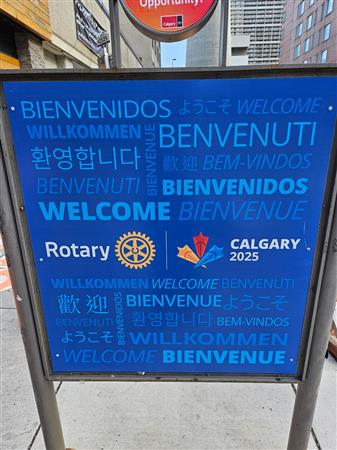 Opportunity!
BIENVENIDOS ようこそ WELCOME
WILLKOMMEN BIENVENUE BENVENUTI
환영합니다 歡迎 BEM-VINDOS
BENVENUTI BIENVENIDOS
WELCOME BIENVENUE
Rotary CALGARY
2025
WILLKOMMEN WELCOME BENVENUTI
歡迎 BIENVENIDOS BIENVENUE ようこそ
BENVENUTI 환영합니다 BEM-VINDOS
ようこそ WILLKOMMEN
WELCOME BIENVENUE